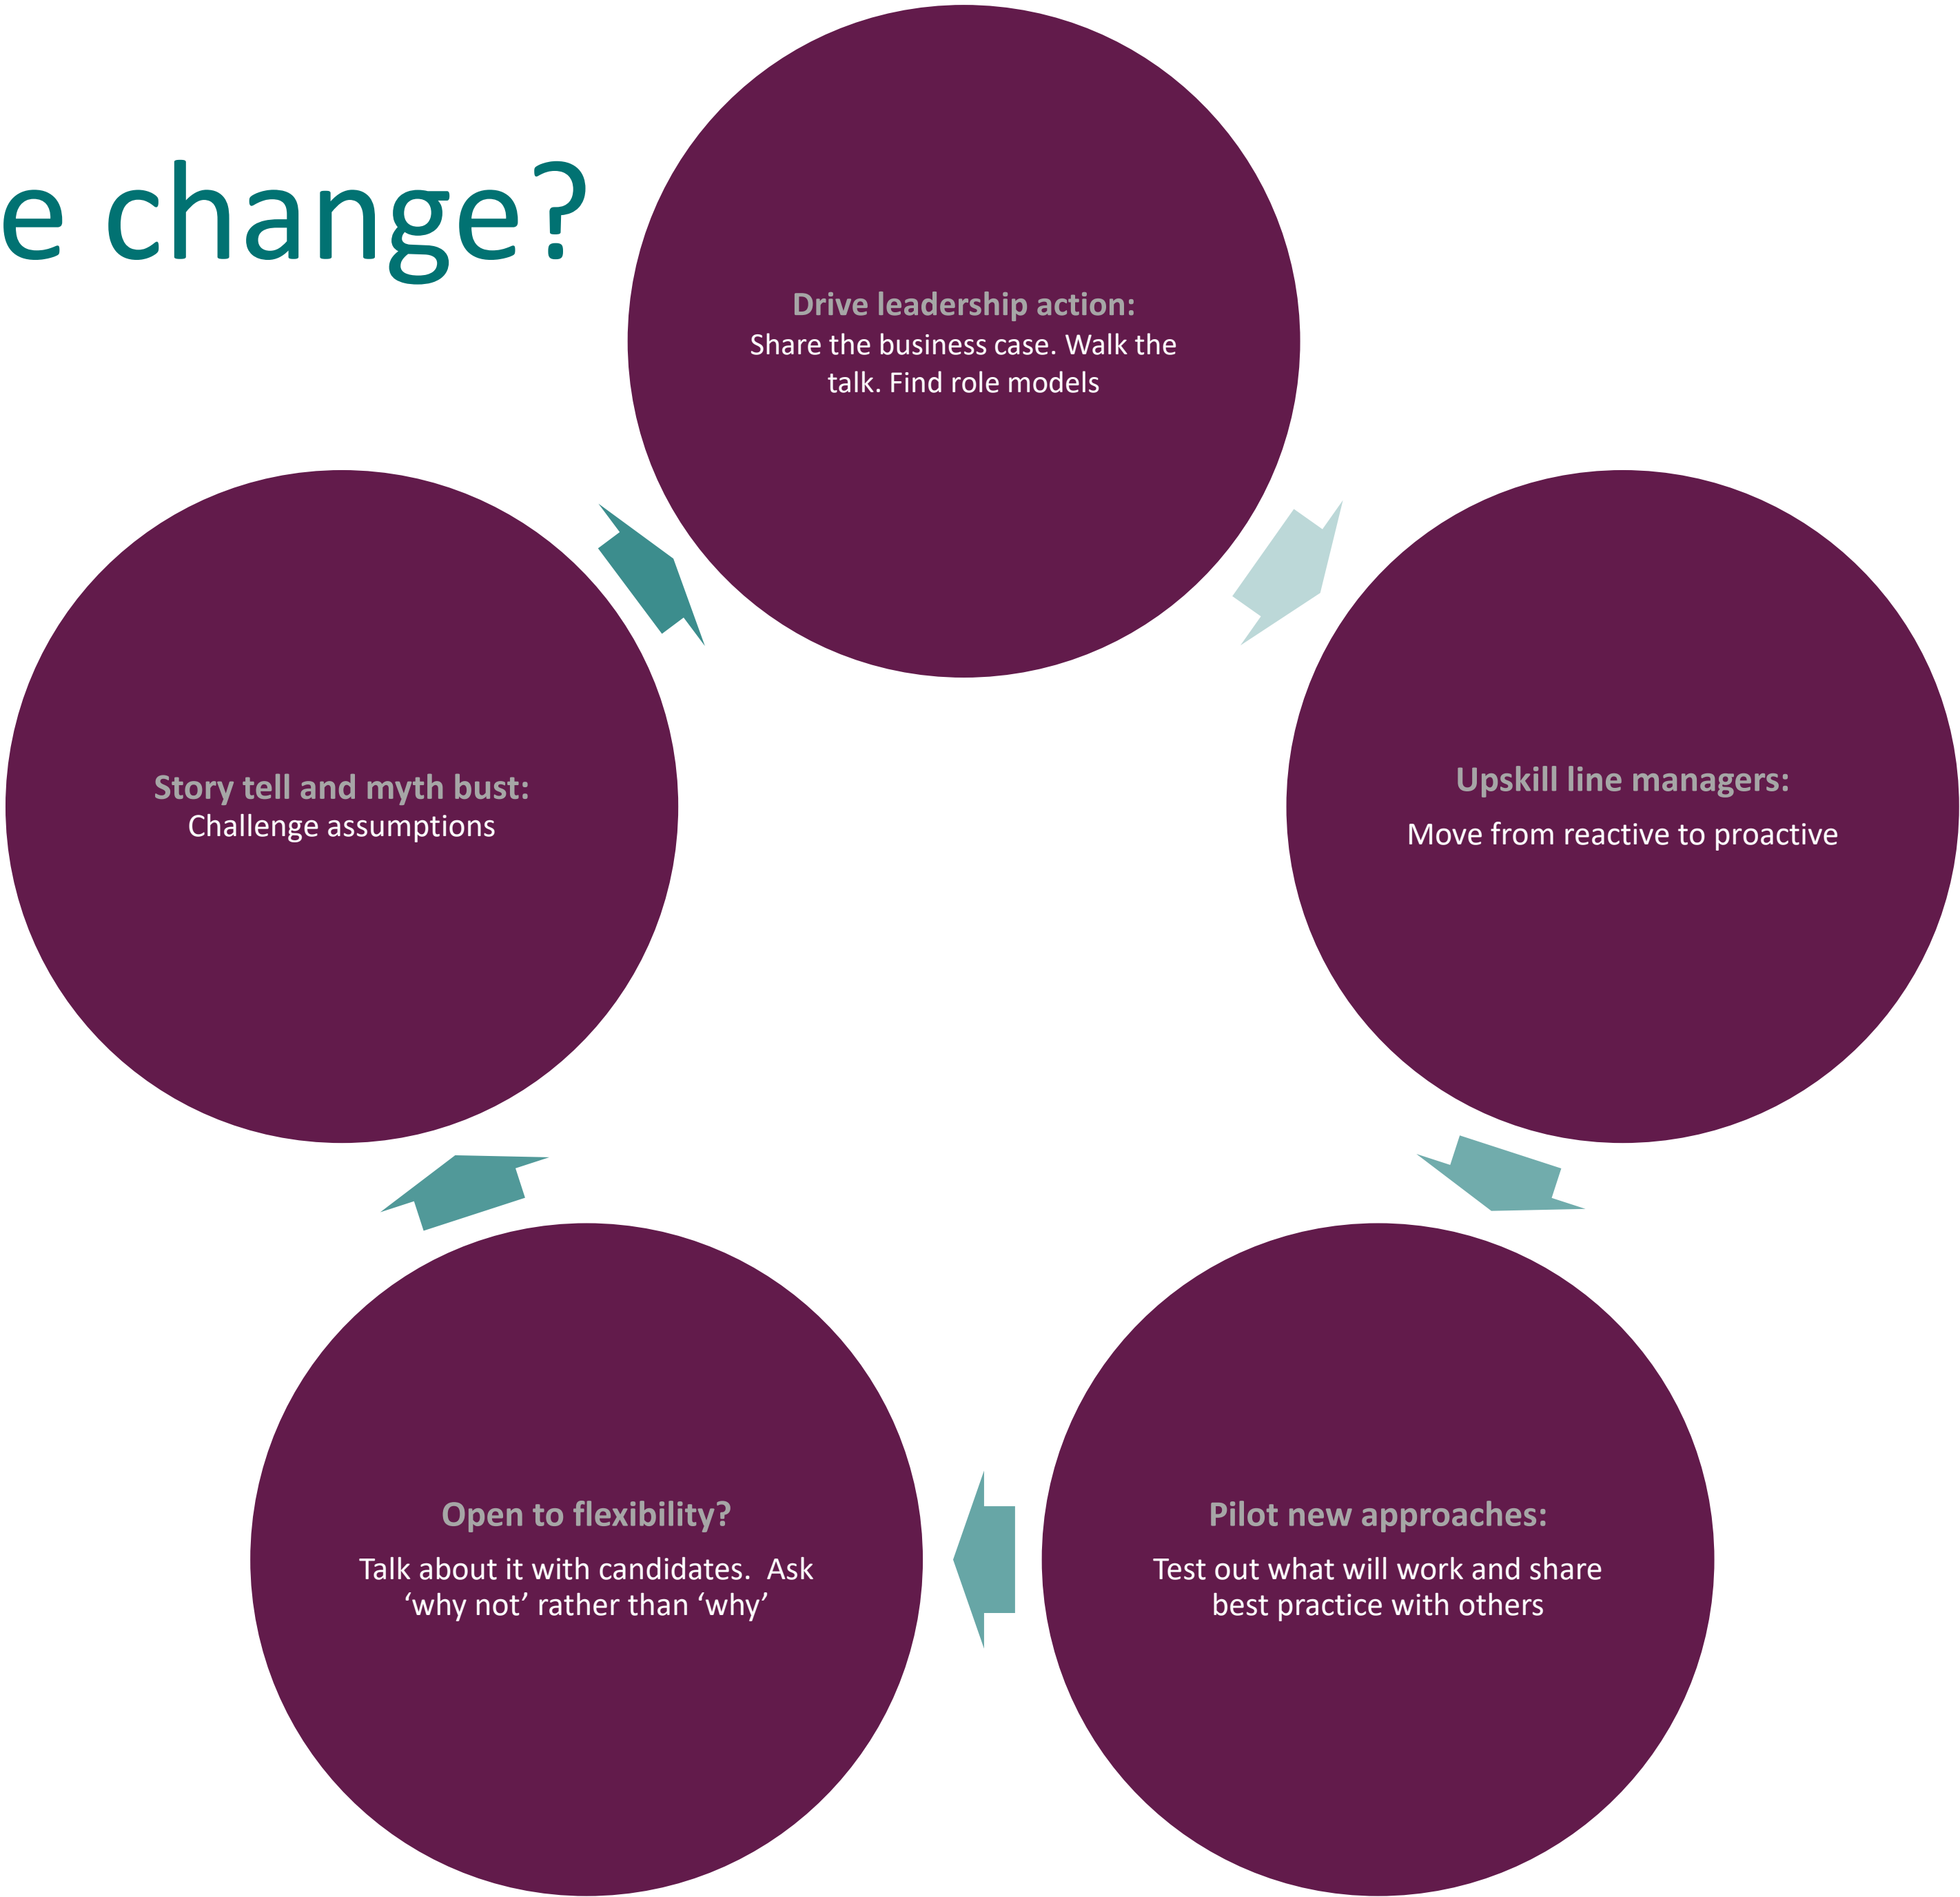 e change?
Drive leadership action:
Share the business case. Walk the
talk. Find role models
Story tell and myth bust:
Challenge assumptions
Upskill line managers:
Move from reactive to proactive
Open to flexibility?
Talk about it with candidates.  Ask
‘why not’ rather than ‘why’
Pilot new approaches:
Test out what will work and share
best practice with others